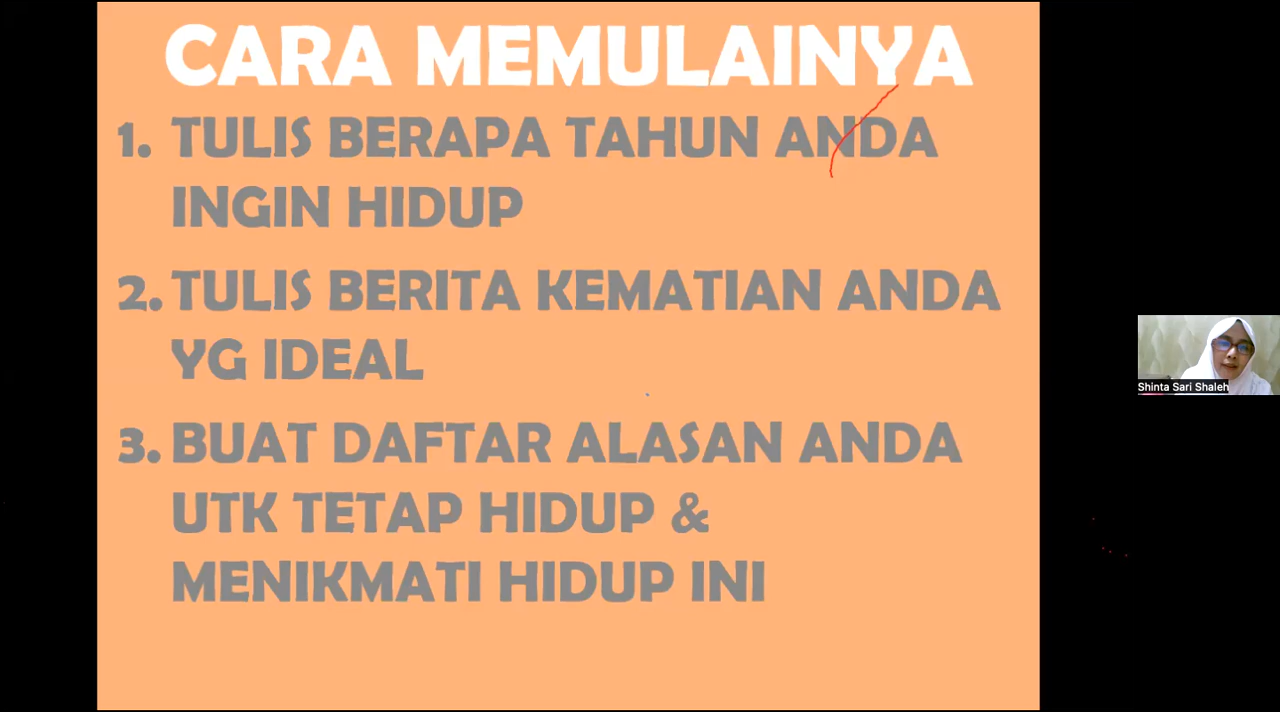 CARA MEMULAINYA
1. TULIS BERAPA TAHUN ANDA
INGIN HIDUP
2. TULIS BERITA KEMATIAN ANDA
YG IDEAL
3. BUAT DAFTAR ALASAN ANDA
UTK TETAP HIDUP &
MENIKMATI HIDUP INI
Shinta Sari Shaleh